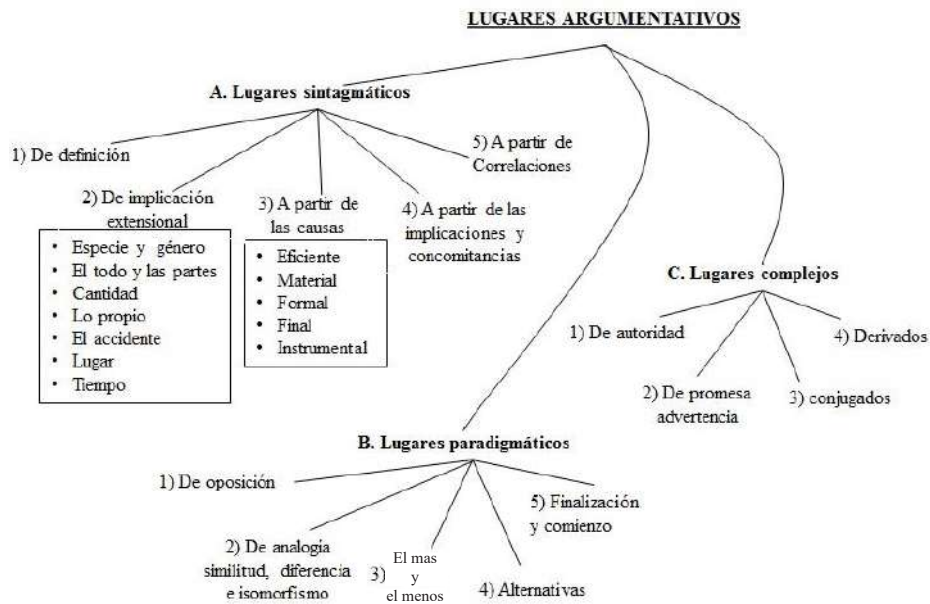 LUGARES ARGUMENTATIVOS
A. Lugares sintagmáticos
1) De definición
2) De implicación
extensional
• Especie y género
• El todo y las partes
• Cantidad
• Lo propio
• El accidente
• Lugar
• Tiempo
3) A partir de
las causas
• Eficiente
• Material
• Formal
• Final
• Instrumental
4) A partir de las
implicaciones y
concomitancias
5) A partir de
Correlaciones
B. Lugares paradigmáticos
1) De oposición
2) De analogía
similitud, diferencia
e isomorfismo
3) El mas
y
el menos
4) Alternativas
5) Finalización
y comienzo
C. Lugares complejos
1) De autoridad
2) De promesa
advertencia
3) conjugados
4) Derivados